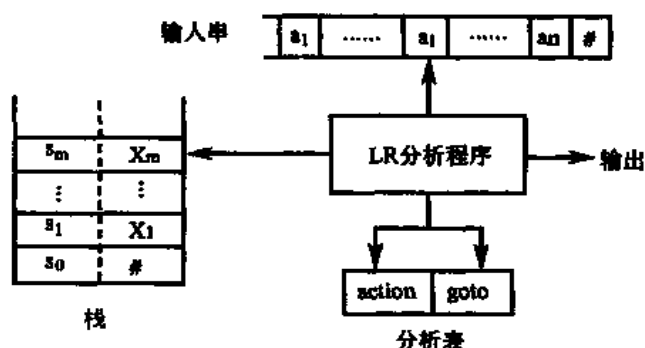 输入串 a1 ...... ai ...... an #
sm Xm
⋮ ⋮
s1 X1
s0 #
栈
LR分析程序
输出
action goto
分析表